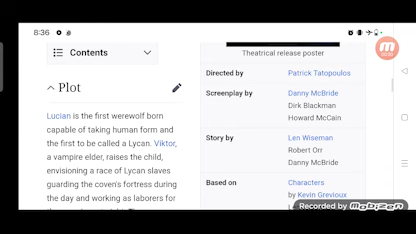 8:36
Contents
Plot
Lucian is the first werewolf born
capable of taking human form and
the first to be called a Lycan. Viktor,
a vampire elder, raises the child,
envisioning a race of Lycan slaves
guarding the coven's fortress during
the day and working as laborers for
Theatrical release poster
Directed by Patrick Tatopoulos
Screenplay by Danny McBride
Dirk Blackman
Howard McCain
Story by Len Wiseman
Robert Orr
Danny McBride
Based on Characters
by Kevin Grevioux
Recorded by Mobizen